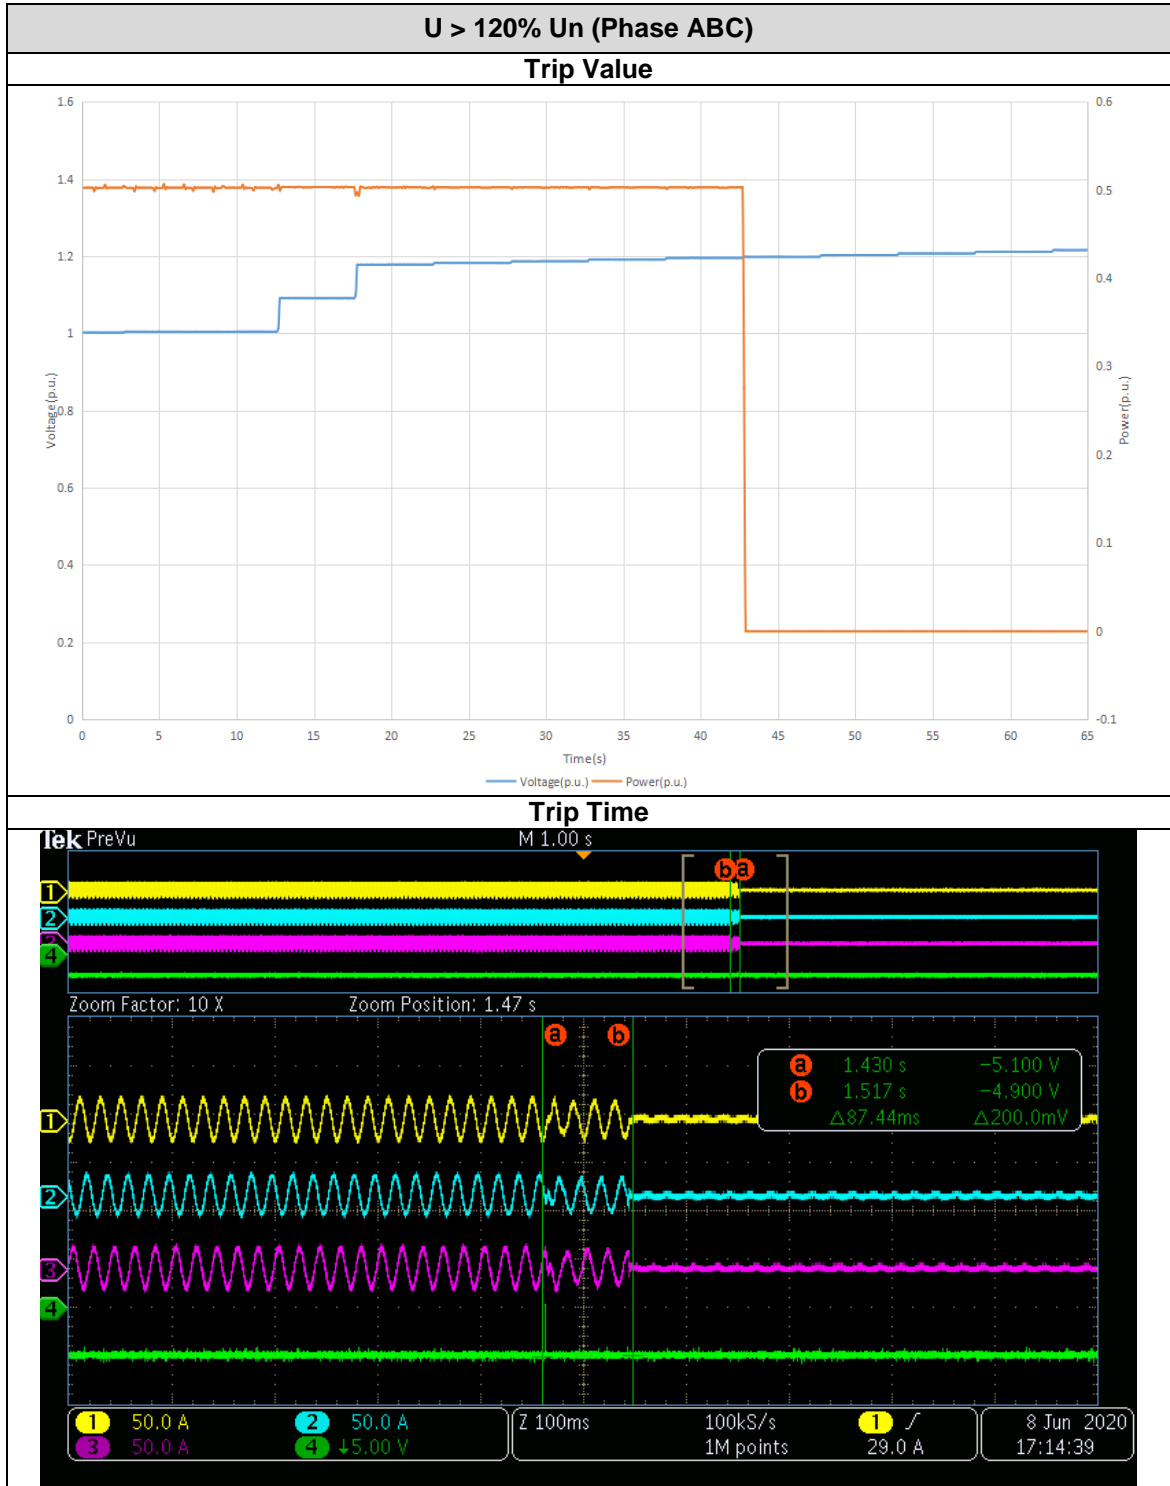 U > 120% Un (Phase ABC)
Trip Value
1.6
1.4
1.2
1
0.8
0.6
0.4
0.2
0
0.6
0.5
0.4
0.3
0.2
0.1
0
-0.1
Voltage(p.u.)
Power(p.u.)
0 5 10 15 20 25 30 35 40 45 50 55 60 65
Time(s)
Voltage(p.u.) Power(p.u.)
Trip Time
Tek PreVu M 1.00 s
b a
1
2
3
4
Zoom Factor: 10 X Zoom Position: 1.47 s
a b
a 1.430 s -5.100 V
b 1.517 s -4.900 V
△87.44ms △200.0mV
1
2
3
4
1 50.0 A 2 50.0 A Z 100ms 100kS/s 1 8 Jun 2020
3 50.0 A 4 ↓5.00 V 1M points 29.0 A 17:14:39